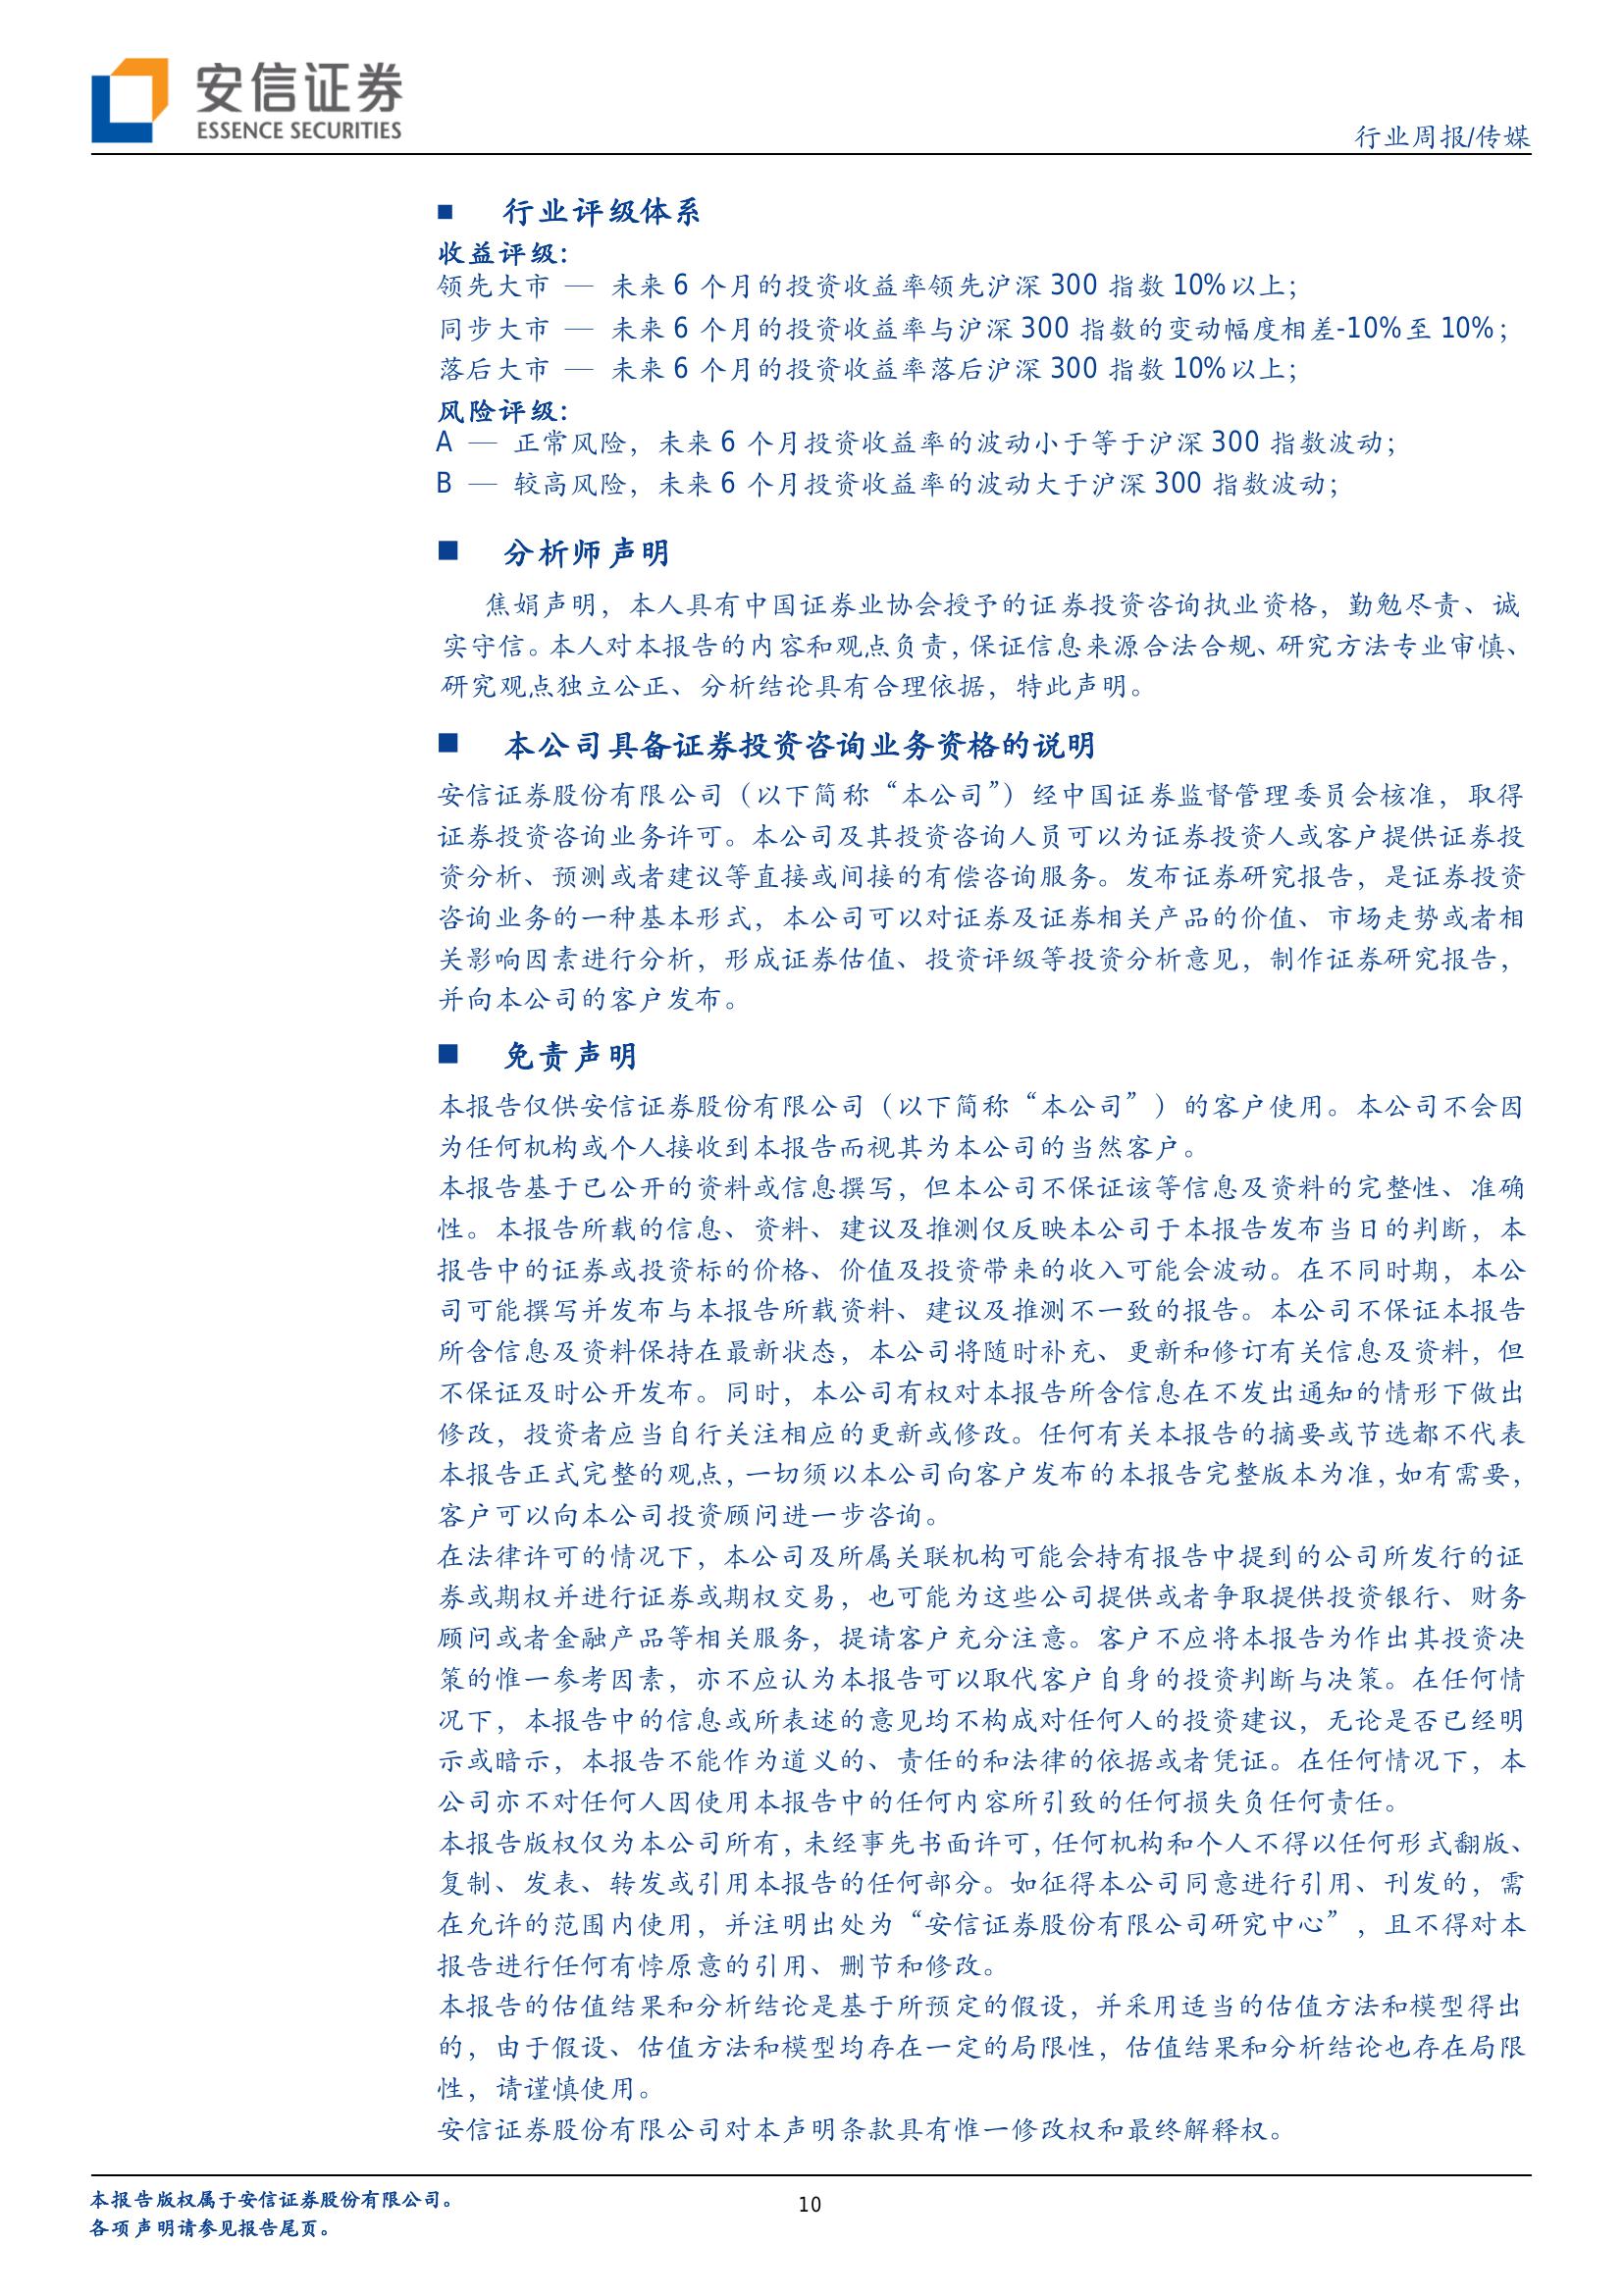 安信证券
ESSENCE SECURITIES
行业周报/传媒
■ 行业评级体系
收益评级：
领先大市 — 未来 6 个月的投资收益率领先沪深 300 指数 10%以上；
同步大市 — 未来 6 个月的投资收益率与沪深 300 指数的变动幅度相差-10%至 10%；
落后大市 — 未来 6 个月的投资收益率落后沪深 300 指数 10%以上；
风险评级：
A — 正常风险，未来 6 个月投资收益率的波动小于等于沪深 300 指数波动；
B — 较高风险，未来 6 个月投资收益率的波动大于沪深 300 指数波动；
■ 分析师声明
焦娟声明，本人具有中国证券业协会授予的证券投资咨询执业资格，勤勉尽责、诚
实守信。本人对本报告的内容和观点负责，保证信息来源合法合规、研究方法专业审慎、
研究观点独立公正、分析结论具有合理依据，特此声明。
■ 本公司具备证券投资咨询业务资格的说明
安信证券股份有限公司（以下简称“本公司”）经中国证券监督管理委员会核准，取得
证券投资咨询业务许可。本公司及其投资咨询人员可以为证券投资人或客户提供证券投
资分析、预测或者建议等直接或间接的有偿咨询服务。发布证券研究报告，是证券投资
咨询业务的一种基本形式，本公司可以对证券及证券相关产品的价值、市场走势或者相
关影响因素进行分析，形成证券估值、投资评级等投资分析意见，制作证券研究报告，
并向本公司的客户发布。
■ 免责声明
本报告仅供安信证券股份有限公司（以下简称“本公司”）的客户使用。本公司不会因
为任何机构或个人接收到本报告而视其为本公司的当然客户。
本报告基于已公开的资料或信息撰写，但本公司不保证该等信息及资料的完整性、准确
性。本报告所载的信息、资料、建议及推测仅反映本公司于本报告发布当日的判断，本
报告中的证券或投资标的价格、价值及投资带来的收入可能会波动。在不同时期，本公
司可能撰写并发布与本报告所载资料、建议及推测不一致的报告。本公司不保证本报告
所含信息及资料保持在最新状态，本公司将随时补充、更新和修订有关信息及资料，但
不保证及时公开发布。同时，本公司有权对本报告所含信息在不发出通知的情形下做出
修改，投资者应当自行关注相应的更新或修改。任何有关本报告的摘要或节选都不代表
本报告正式完整的观点，一切须以本公司向客户发布的本报告完整版本为准，如有需要，
客户可以向本公司投资顾问进一步咨询。
在法律许可的情况下，本公司及所属关联机构可能会持有报告中提到的公司所发行的证
券或期权并进行证券或期权交易，也可能为这些公司提供或者争取提供投资银行、财务
顾问或者金融产品等相关服务，提请客户充分注意。客户不应将本报告为作出其投资决
策的惟一参考因素，亦不应认为本报告可以取代客户自身的投资判断与决策。在任何情
况下，本报告中的信息或所表述的意见均不构成对任何人的投资建议，无论是否已经明
示或暗示，本报告不能作为道义的、责任的和法律的依据或者凭证。在任何情况下，本
公司亦不对任何人因使用本报告中的任何内容所引致的任何损失负任何责任。
本报告版权仅为本公司所有，未经事先书面许可，任何机构和个人不得以任何形式翻版、
复制、发表、转发或引用本报告的任何部分。如征得本公司同意进行引用、刊发的，需
在允许的范围内使用，并注明出处为“安信证券股份有限公司研究中心”，且不得对本
报告进行任何有悖原意的引用、删节和修改。
本报告的估值结果和分析结论是基于所预定的假设，并采用适当的估值方法和模型得出
的，由于假设、估值方法和模型均存在一定的局限性，估值结果和分析结论也存在局限
性，请谨慎使用。
安信证券股份有限公司对本声明条款具有惟一修改权和最终解释权。
本报告版权属于安信证券股份有限公司。
各项声明请参见报告尾页。
10